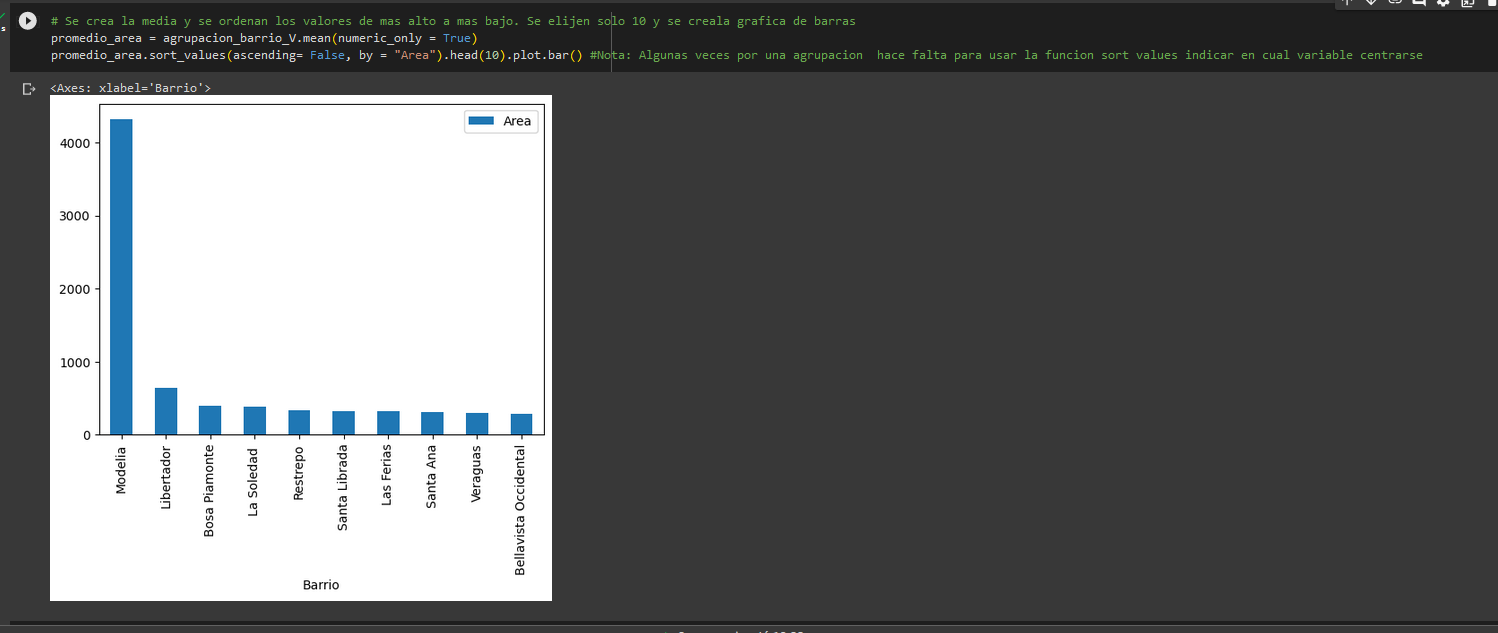 # Se crea la media y se ordenan los valores de mas alto a mas bajo. Se elijen solo 10 y se creala grafica de barras
promedio_area = agrupacion_barrio_V.mean(numeric_only = True)
promedio_area.sort_values(ascending= False, by = "Area").head(10).plot.bar() #Nota: Algunas veces por una agrupacion  hace falta para usar la funcion sort values indicar en cual variable centrarse
s
<Axes: xlabel='Barrio'>
Area
4000
3000
2000
1000
0
Modelia
Libertador
Bosa Piamonte
La Soledad
Restrepo
Santa Librada
Las Ferias
Santa Ana
Veraguas
Bellavista Occidental
Barrio